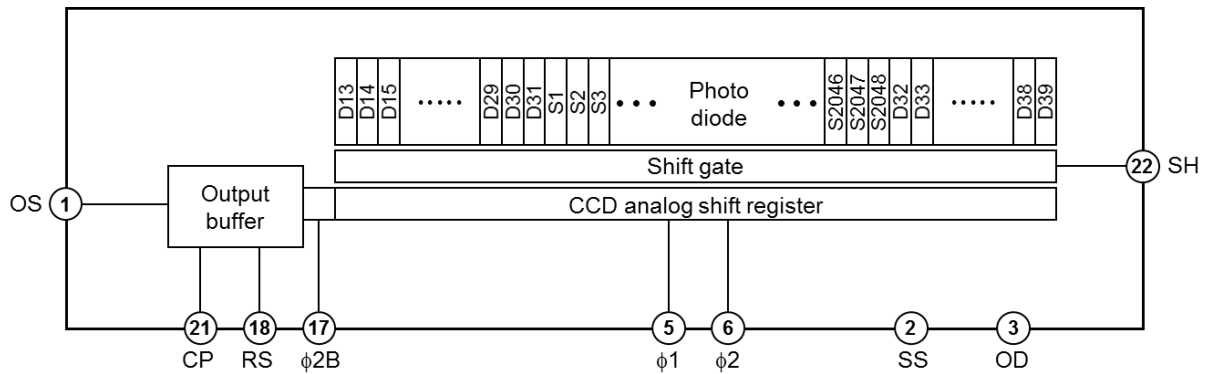 D13 D14 D15 ····· D29 D30 D31 S1 S2 S3 ••• Photo diode ••• S2046 S2047 S2048 D32 D33 ····· D38 D39
Shift gate
22 SH
OS 1
Output buffer
CCD analog shift register
21 18 17 5 6 2 3
CP RS ϕ2B ϕ1 ϕ2 SS OD